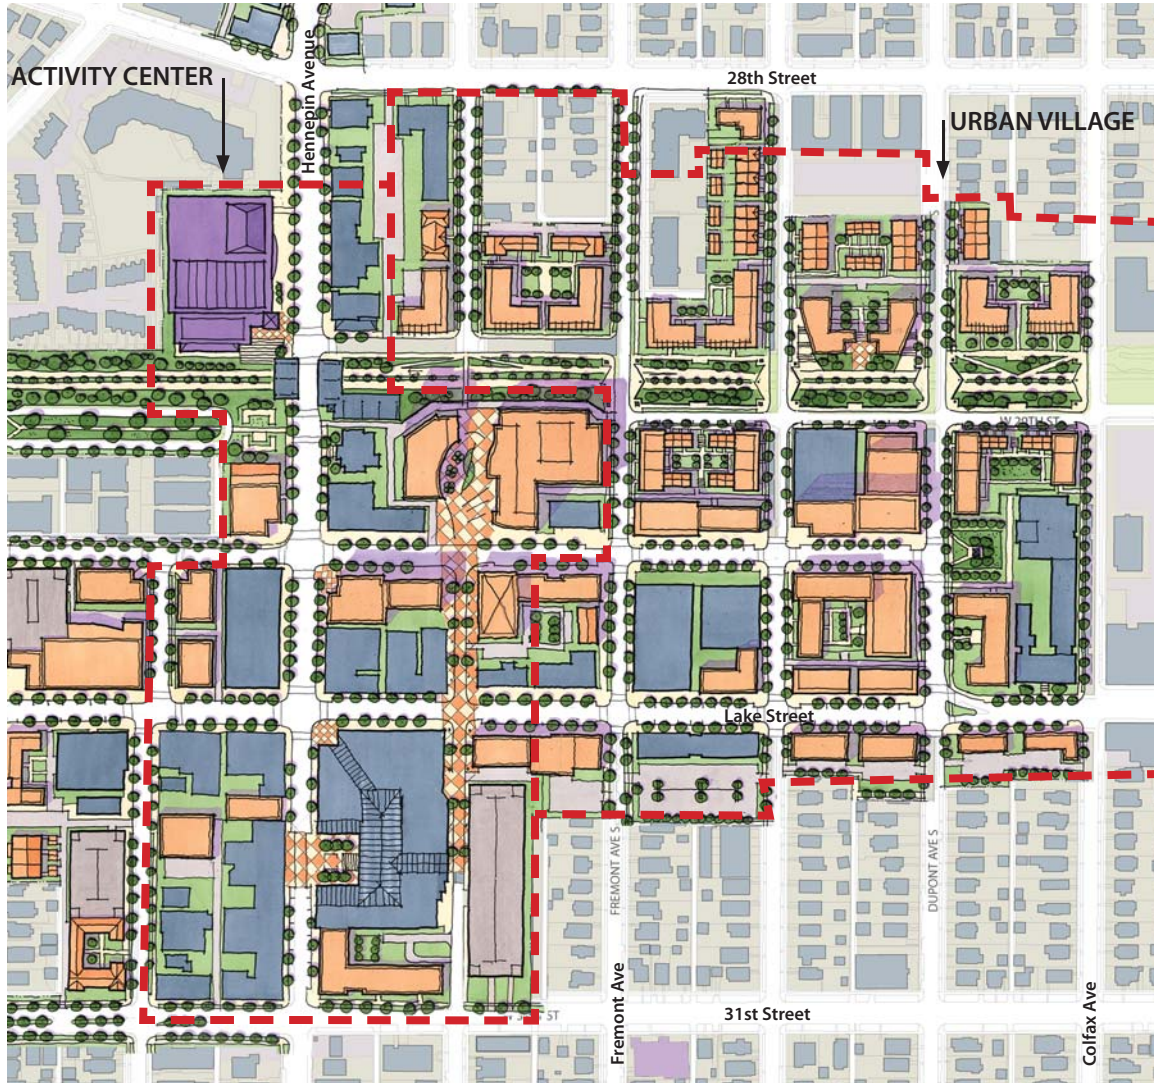 28th Street
ACTIVITY CENTER
Hennepin Avenue
URBAN VILLAGE
W 29TH ST
Lake Street
FREMONT AVE S
DUPONT AVE S
Fremont Ave
Colfax Ave
ST
31st Street